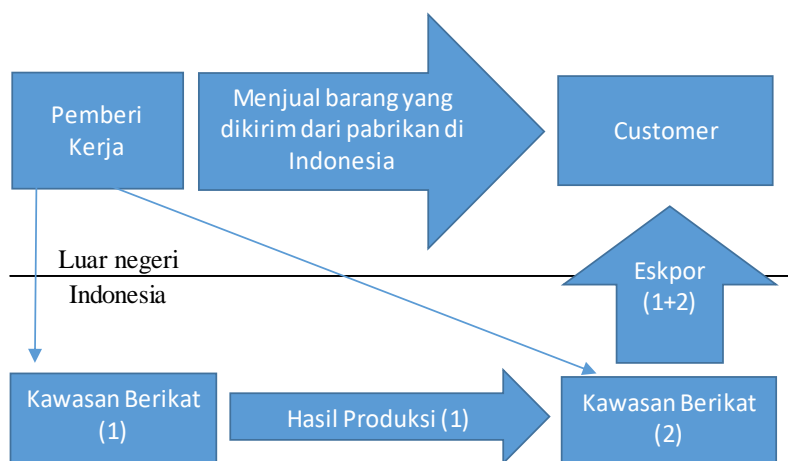 Pemberi
Kerja
Menjual barang yang
dikirim dari pabrikan di
Indonesia
Customer
Luar negeri
Indonesia
Eskpor
(1+2)
Kawasan Berikat
(1)
Hasil Produksi (1)
Kawasan Berikat
(2)